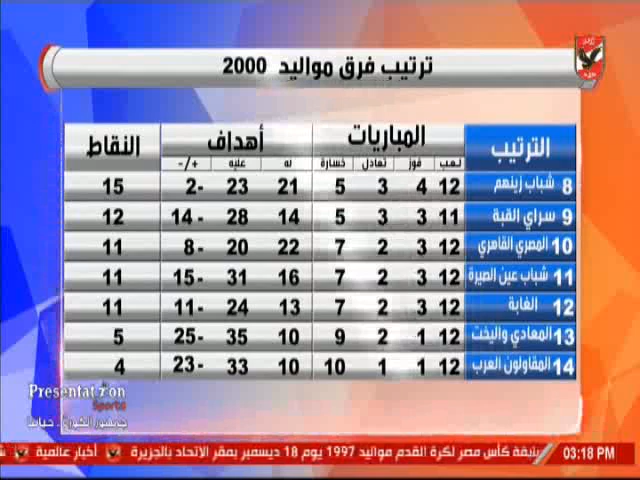 ترتيب فرق مواليد 2000
الترتيب المباريات أهداف النقاط
لعب فوز تعادل خسارة له عليه +/-
8 شباب زينهم 12 4 3 5 21 23 2- 15
9 سراي القبة 11 3 3 5 14 28 14- 12
10 المصري القاهري 12 3 2 7 22 20 8- 11
11 شباب عين الصيرة 12 3 2 7 16 31 15- 11
12 الغابة 12 3 2 7 13 24 11- 11
13 المعادي واليخت 12 1 2 9 10 35 25- 5
14 المقاولون العرب 12 1 1 10 10 33 23- 4
Presentation
Sports
03:18 PM كأس مصر لكرة القدم مواليد 1997 يوم 18 ديسمبر بمقر الاتحاد بالجزيرة أخبار عالمية